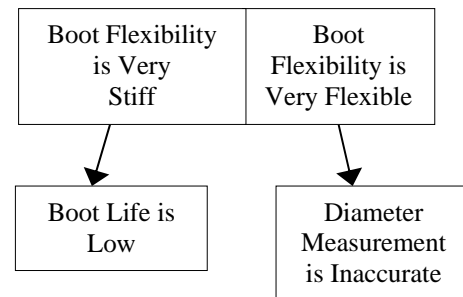 Boot Flexibility
is Very
Stiff
Boot
Flexibility is
Very Flexible
Boot Life is
Low
Diameter
Measurement
is Inaccurate